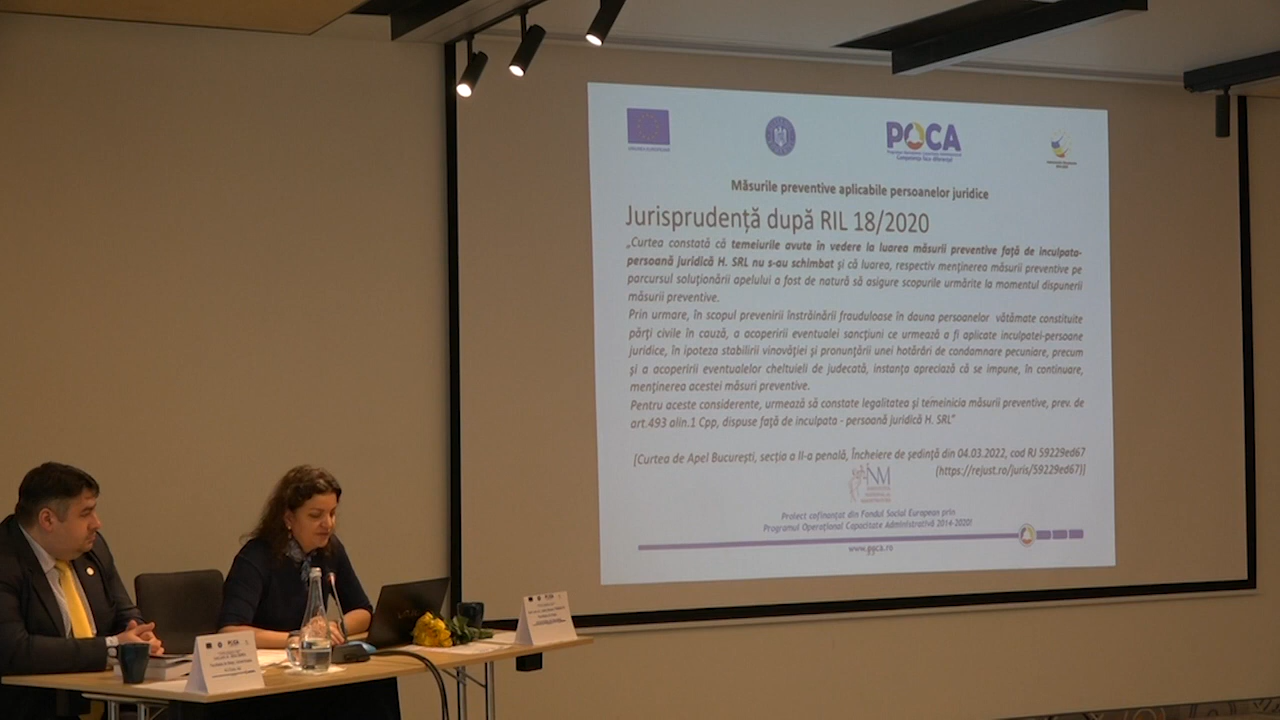 UNIUNEA EUROPEANĂ
POCA
Competența face diferența!
Măsurile preventive aplicabile persoanelor juridice
Jurisprudență după RIL 18/2020
„Curtea constată că temeiurile avute în vedere la luarea măsurii preventive față de inculpata-
persoană juridică H. SRL nu s-au schimbat și că luarea, respectiv menținerea măsurii preventive pe
parcursul soluționării apelului a fost de natură să asigure scopurile urmărite la momentul dispunerii
măsurii preventive.
Prin urmare, în scopul prevenirii înstrăinării frauduloase în dauna persoanelor vătămate constituite
părți civile în cauză, a acoperirii eventualei sancțiuni ce urmează a fi aplicate inculpatei-persoane
juridice, în ipoteza stabilirii vinovăției și pronunțării unei hotărâri de condamnare pecuniare, precum
și a acoperirii eventualelor cheltuieli de judecată, instanța apreciază că se impune, în continuare,
menținerea acestei măsuri preventive.
Pentru aceste considerente, urmează să constate legalitatea și temeinicia măsurii preventive, prev. de
art.493 alin.1 Cpp, dispuse față de inculpata - persoană juridică H. SRL”
[Curtea de Apel București, secția a II-a penală, Încheiere de ședință din 04.03.2022, cod RJ 59229ed67
(https://rejust.ro/juris/59229ed67)]
NM
Proiect cofinanțat din Fondul Social European prin
Programul Operațional Capacitate Administrativă 2014-2020!
www.poca.ro
POCA